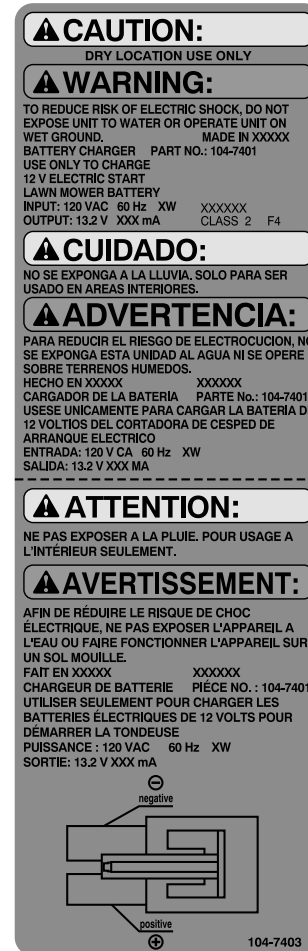 CAUTION:
DRY LOCATION USE ONLY
WARNING:
TO REDUCE RISK OF ELECTRIC SHOCK, DO NOT
EXPOSE UNIT TO WATER OR OPERATE UNIT ON
WET GROUND. MADE IN XXXXX
BATTERY CHARGER PART NO.: 104-7401
USE ONLY TO CHARGE
12 V ELECTRIC START
LAWN MOWER BATTERY
INPUT: 120 VAC 60 Hz XW XXXXXX
OUTPUT: 13.2 V XXX mA CLASS 2 F4
CUIDADO:
NO SE EXPONGA A LA LLUVIA. SOLO PARA SER
USADO EN AREAS INTERIORES.
ADVERTENCIA:
PARA REDUCIR EL RIESGO DE ELECTROCUCION, NO
SE EXPONGA ESTA UNIDAD AL AGUA NI SE OPERE
SOBRE TERRENOS HUMEDOS.
HECHO EN XXXXX XXXXXX
CARGADOR DE LA BATERÍA PARTE No.: 104-7401
USESE UNICAMENTE PARA CARGAR LA BATERIA D
12 VOLTIOS DEL CORTADORA DE CESPED DE
ARRANQUE ELECTRICO
ENTRADA: 120 V CA 60 Hz XW
SALIDA: 13.2 V XXX MA
ATTENTION:
NE PAS EXPOSER A LA PLUIE. POUR USAGE A
L'INTÉRIEUR SEULEMENT.
AVERTISSEMENT:
AFIN DE RÉDUIRE LE RISQUE DE CHOC
ÉLECTRIQUE, NE PAS EXPOSER L'APPAREIL A
L'EAU OU FAIRE FONCTIONNER L'APPAREIL SUR
UN SOL MOUILLE.
FAIT EN XXXXX XXXXXX
CHARGEUR DE BATTERIE PIÉCE NO. : 104-7401
UTILISER SEULEMENT POUR CHARGER LES
BATTERIES ÉLECTRIQUES DE 12 VOLTS POUR
DÉMARRER LA TONDEUSE
PUISSANCE : 120 VAC 60 Hz XW
SORTIE: 13.2 V XXX mA
negative
positive
104-7403